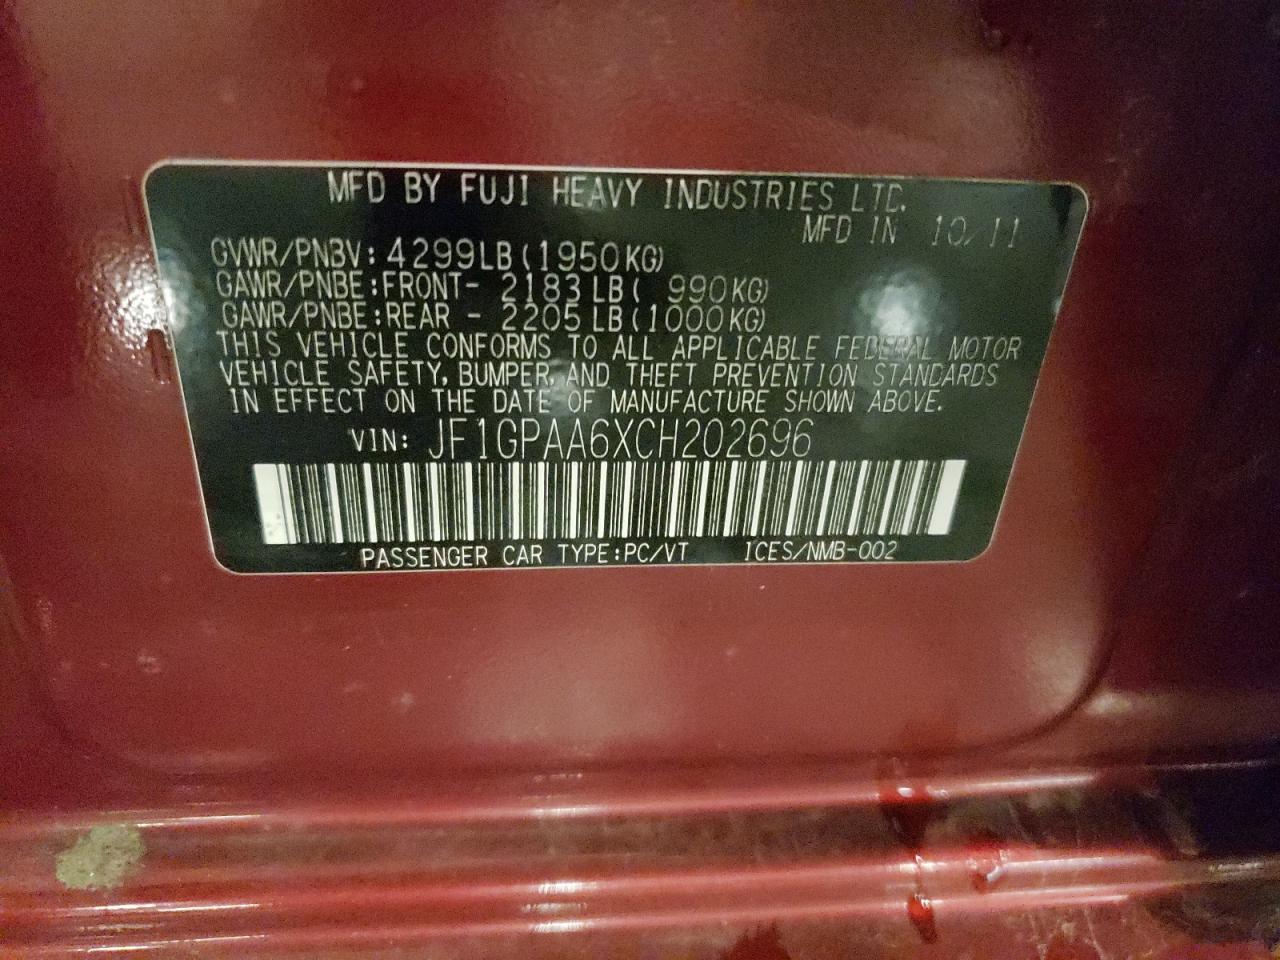 MFD BY FUJI HEAVY INDUSTRIES LTD.
MFD IN 10/11
GVWR/PNBV: 4299LB(1950KG)
GAWR/PNBE:FRONT- 2183LB( 990KG)
GAWR/PNBE:REAR - 2205LB(1000KG)
THIS VEHICLE CONFORMS TO ALL APPLICABLE FEDERAL MOTOR
VEHICLE SAFETY, BUMPER, AND THEFT PREVENTION STANDARDS
IN EFFECT ON THE DATE OF MANUFACTURE SHOWN ABOVE.
VIN: JF1GPAA6XCH202696
PASSENGER CAR TYPE:PC/VT ICES/NMB-002